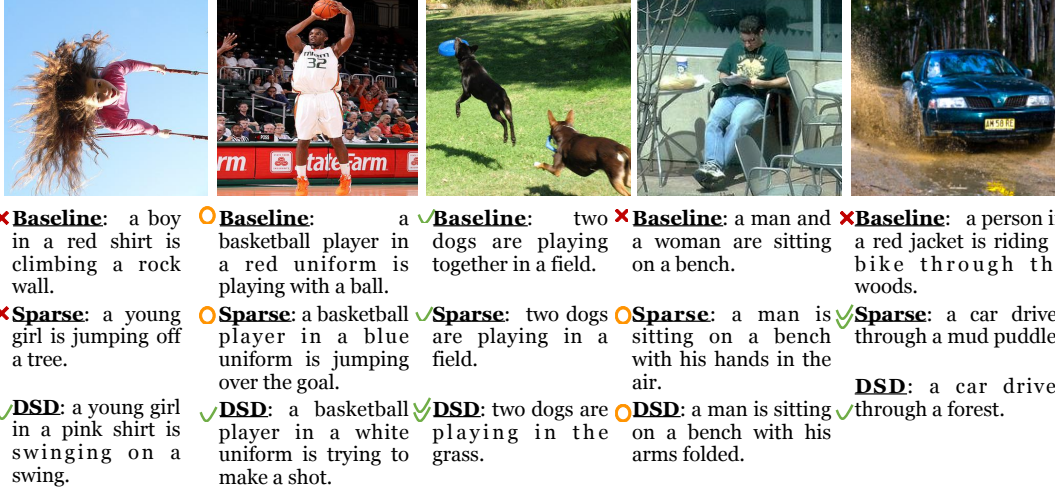 MIAMI
32
rm
StateFarm
Baseline: a boy
in a red shirt is
climbing a rock
wall.
Sparse: a young
girl is jumping off
a tree.
DSD: a young girl
in a pink shirt is
swinging on a
swing.
Baseline: a
basketball player in
a red uniform is
playing with a ball.
Sparse: a basketball
player in a blue
uniform is jumping
over the goal.
DSD: a basketball
player in a white
uniform is trying to
make a shot.
Baseline: two
dogs are playing
together in a field.
Sparse: two dogs
are playing in a
field.
DSD: two dogs are
playing in the
grass.
Baseline: a man and
a woman are sitting
on a bench.
Sparse: a man is
sitting on a bench
with his hands in the
air.
DSD: a man is sitting
on a bench with his
arms folded.
Baseline: a person i
a red jacket is riding
bike through th
woods.
Sparse: a car drive
through a mud puddle
DSD: a car drive
through a forest.